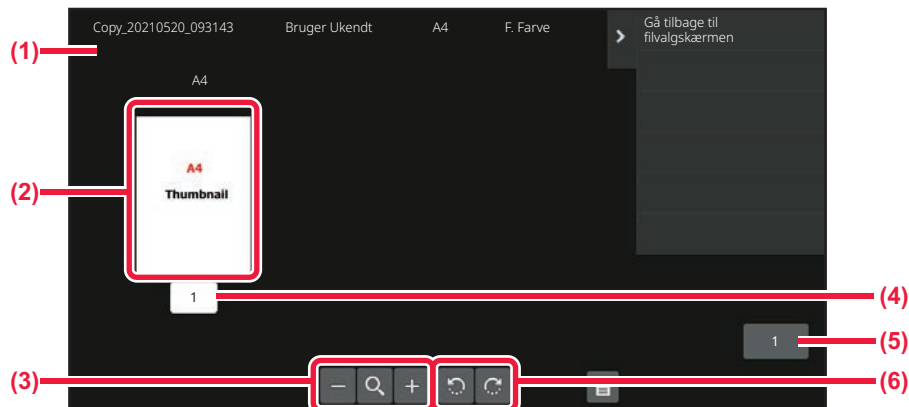 Copy_20210520_093143 Bruger Ukendt A4 F. Farve
Gå tilbage til
filvalgskærmen
(1)
A4
A4
Thumbnail
(2)
1
(4)
1
(5)
(3)
(6)